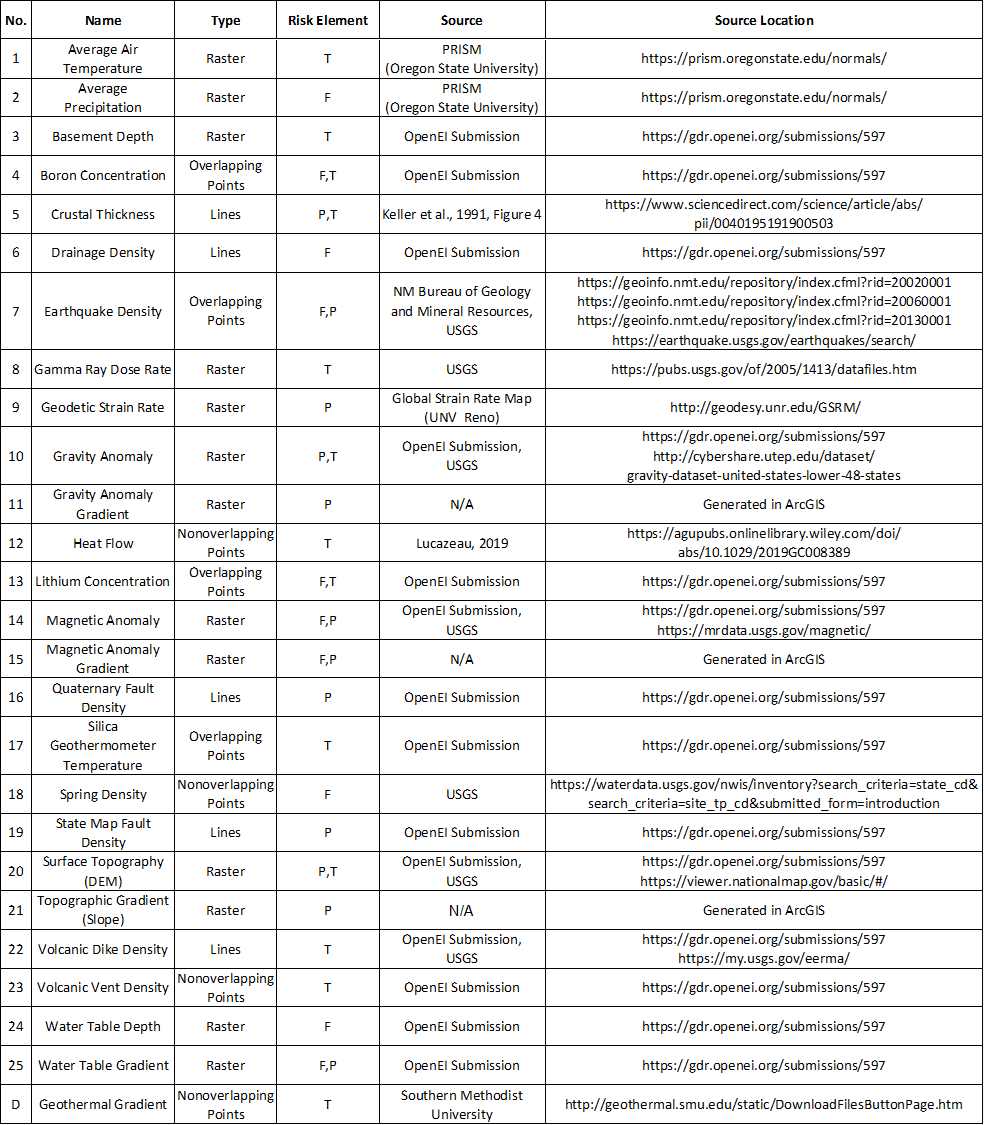 No. Name Type Risk Element Source Source Location
1 Average Air Temperature Raster T PRISM (Oregon State University) https://prism.oregonstate.edu/normals/
2 Average Precipitation Raster F PRISM (Oregon State University) https://prism.oregonstate.edu/normals/
3 Basement Depth Raster T OpenEI Submission https://gdr.openei.org/submissions/597
4 Boron Concentration Overlapping Points F,T OpenEI Submission https://gdr.openei.org/submissions/597
5 Crustal Thickness Lines P,T Keller et al., 1991, Figure 4 https://www.sciencedirect.com/science/article/abs/pii/0040195191900503
6 Drainage Density Lines F OpenEI Submission https://gdr.openei.org/submissions/597
7 Earthquake Density Overlapping Points F,P NM Bureau of Geology and Mineral Resources, USGS https://geoinfo.nmt.edu/repository/index.cfml?rid=20020001 https://geoinfo.nmt.edu/repository/index.cfml?rid=20060001 https://geoinfo.nmt.edu/repository/index.cfml?rid=20130001 https://earthquake.usgs.gov/earthquakes/search/
8 Gamma Ray Dose Rate Raster T USGS https://pubs.usgs.gov/of/2005/1413/datafiles.htm
9 Geodetic Strain Rate Raster P Global Strain Rate Map (UNV Reno) http://geodesy.unr.edu/GSRM/
10 Gravity Anomaly Raster P,T OpenEI Submission, USGS https://gdr.openei.org/submissions/597 http://cybershare.utep.edu/dataset/gravity-dataset-united-states-lower-48-states
11 Gravity Anomaly Gradient Raster P N/A Generated in ArcGIS
12 Heat Flow Nonoverlapping Points T Lucazeau, 2019 https://agupubs.onlinelibrary.wiley.com/doi/abs/10.1029/2019GC008389
13 Lithium Concentration Overlapping Points F,T OpenEI Submission https://gdr.openei.org/submissions/597
14 Magnetic Anomaly Raster F,P OpenEI Submission, USGS https://gdr.openei.org/submissions/597 https://mrdata.usgs.gov/magnetic/
15 Magnetic Anomaly Gradient Raster F,P N/A Generated in ArcGIS
16 Quaternary Fault Density Lines P OpenEI Submission https://gdr.openei.org/submissions/597
17 Silica Geothermometer Temperature Overlapping Points T OpenEI Submission https://gdr.openei.org/submissions/597
18 Spring Density Nonoverlapping Points F USGS https://waterdata.usgs.gov/nwis/inventory?search_criteria=state_cd&search_criteria=site_tp_cd&submitted_form=introduction
19 State Map Fault Density Lines P OpenEI Submission https://gdr.openei.org/submissions/597
20 Surface Topography (DEM) Raster P,T OpenEI Submission, USGS https://gdr.openei.org/submissions/597 https://viewer.nationalmap.gov/basic/#/
21 Topographic Gradient (Slope) Raster P N/A Generated in ArcGIS
22 Volcanic Dike Density Lines T OpenEI Submission, USGS https://gdr.openei.org/submissions/597 https://my.usgs.gov/eerma/
23 Volcanic Vent Density Nonoverlapping Points T OpenEI Submission https://gdr.openei.org/submissions/597
24 Water Table Depth Raster F OpenEI Submission https://gdr.openei.org/submissions/597
25 Water Table Gradient Raster F,P OpenEI Submission https://gdr.openei.org/submissions/597
D Geothermal Gradient Nonoverlapping Points T Southern Methodist University http://geothermal.smu.edu/static/DownloadFilesButtonPage.htm